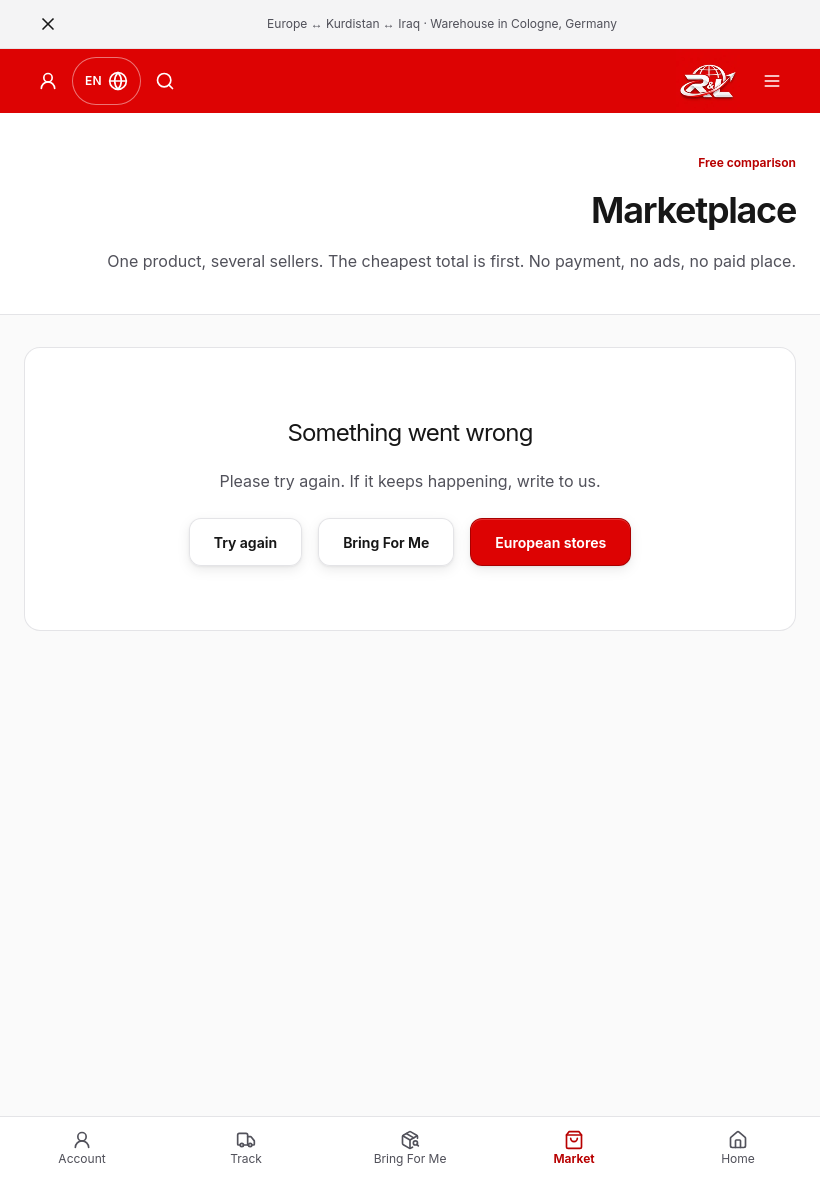 Europe ↔ Kurdistan ↔ Iraq · Warehouse in Cologne, Germany
EN
R&L
Free comparison
Marketplace
One product, several sellers. The cheapest total is first. No payment, no ads, no paid place.
Something went wrong
Please try again. If it keeps happening, write to us.
Try again
Bring For Me
European stores
Account
Track
Bring For Me
Market
Home